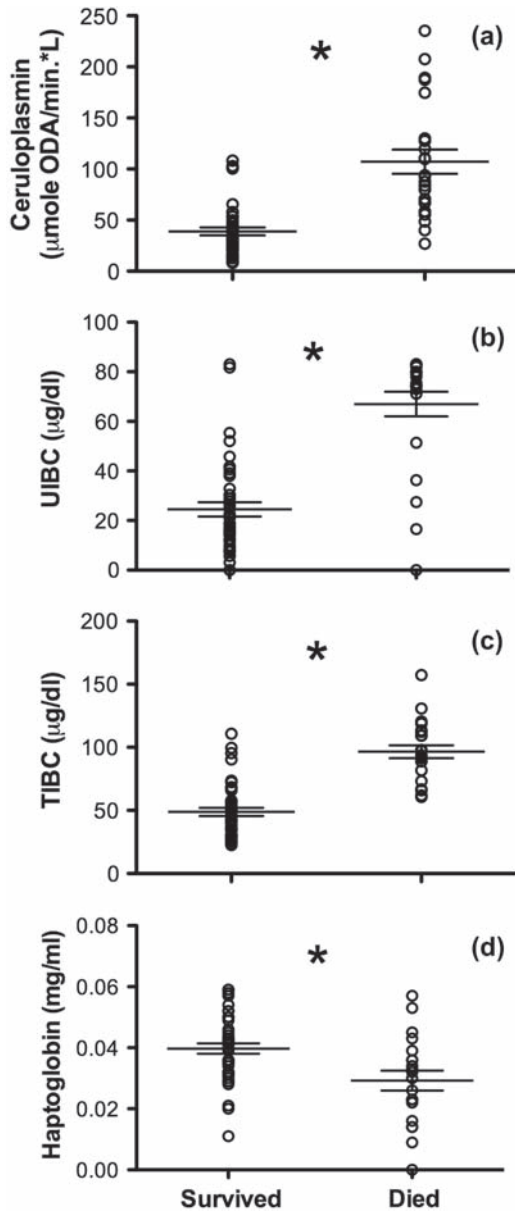 (a)
*
Ceruloplasmin
(μmole ODA/min.*L)
250
200
150
100
50
0
(b)
*
UIBC (μg/dl)
100
80
60
40
20
0
(c)
*
TIBC (μg/dl)
200
150
100
50
0
(d)
*
Haptoglobin (mg/ml)
0.08
0.06
0.04
0.02
0.00
Survived
Died